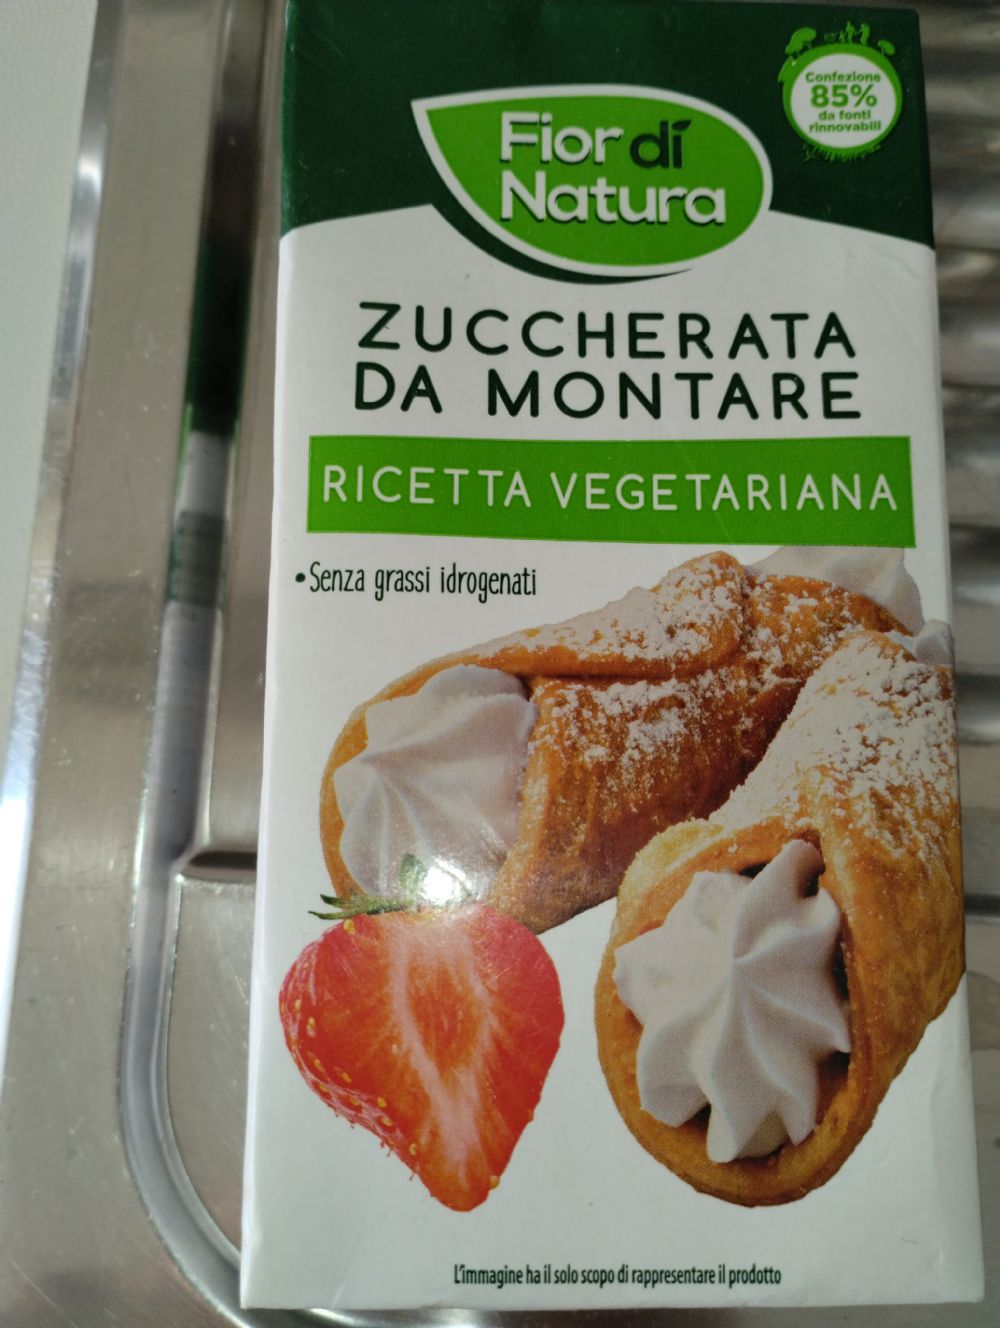 Confezione
85%
da fonti
rinnovabili
Fior di
Natura
ZUCCHERATA
DA MONTARE
RICETTA VEGETARIANA
• Senza grassi idrogenati
L'immagine ha il solo scopo di rappresentare il prodotto